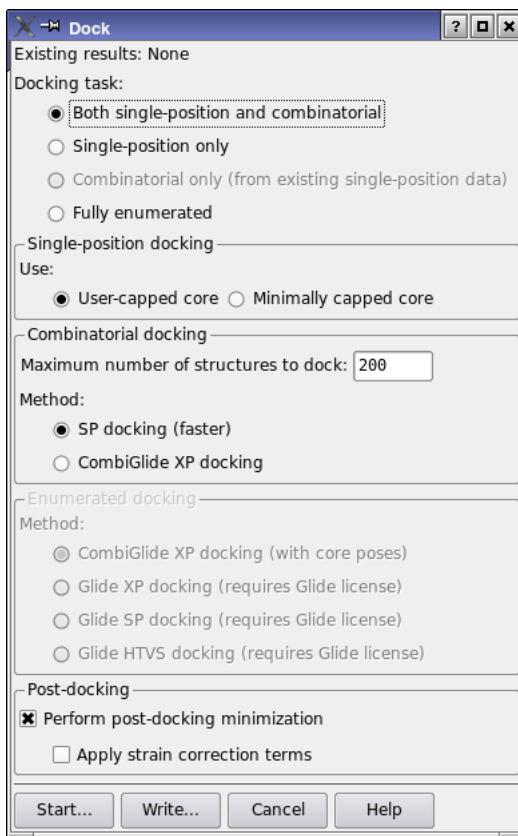 Dock
Existing results: None
Docking task:
Both single-position and combinatorial
Single-position only
Combinatorial only (from existing single-position data)
Fully enumerated
Single-position docking
Use:
User-capped core Minimally capped core
Combinatorial docking
Maximum number of structures to dock: 200
Method:
SP docking (faster)
CombiGlide XP docking
Enumerated docking
Method:
CombiGlide XP docking (with core poses)
Glide XP docking (requires Glide license)
Glide SP docking (requires Glide license)
Glide HTVS docking (requires Glide license)
Post-docking
Perform post-docking minimization
Apply strain correction terms
Start... Write... Cancel Help